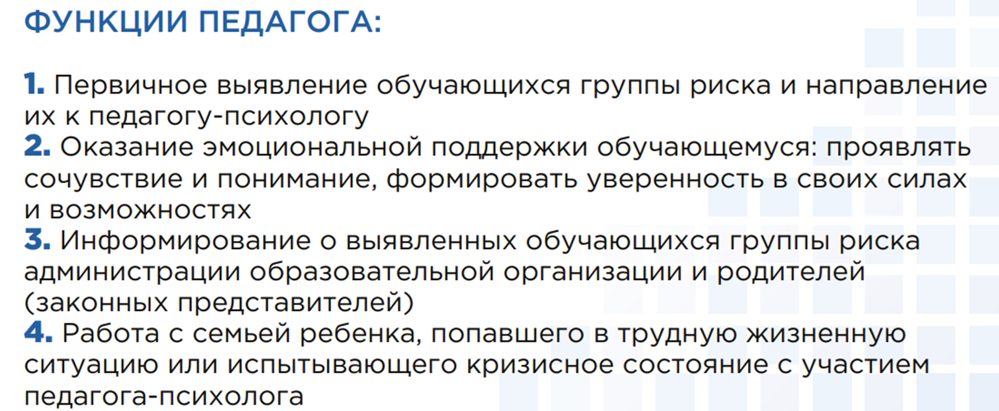 ФУНКЦИИ ПЕДАГОГА:
1. Первичное выявление обучающихся группы риска и направление
их к педагогу-психологу
2. Оказание эмоциональной поддержки обучающемуся: проявлять
сочувствие и понимание, формировать уверенность в своих силах
и возможностях
3. Информирование о выявленных обучающихся группы риска
администрации образовательной организации и родителей
(законных представителей)
4. Работа с семьей ребенка, попавшего в трудную жизненную
ситуацию или испытывающего кризисное состояние с участием
педагога-психолога